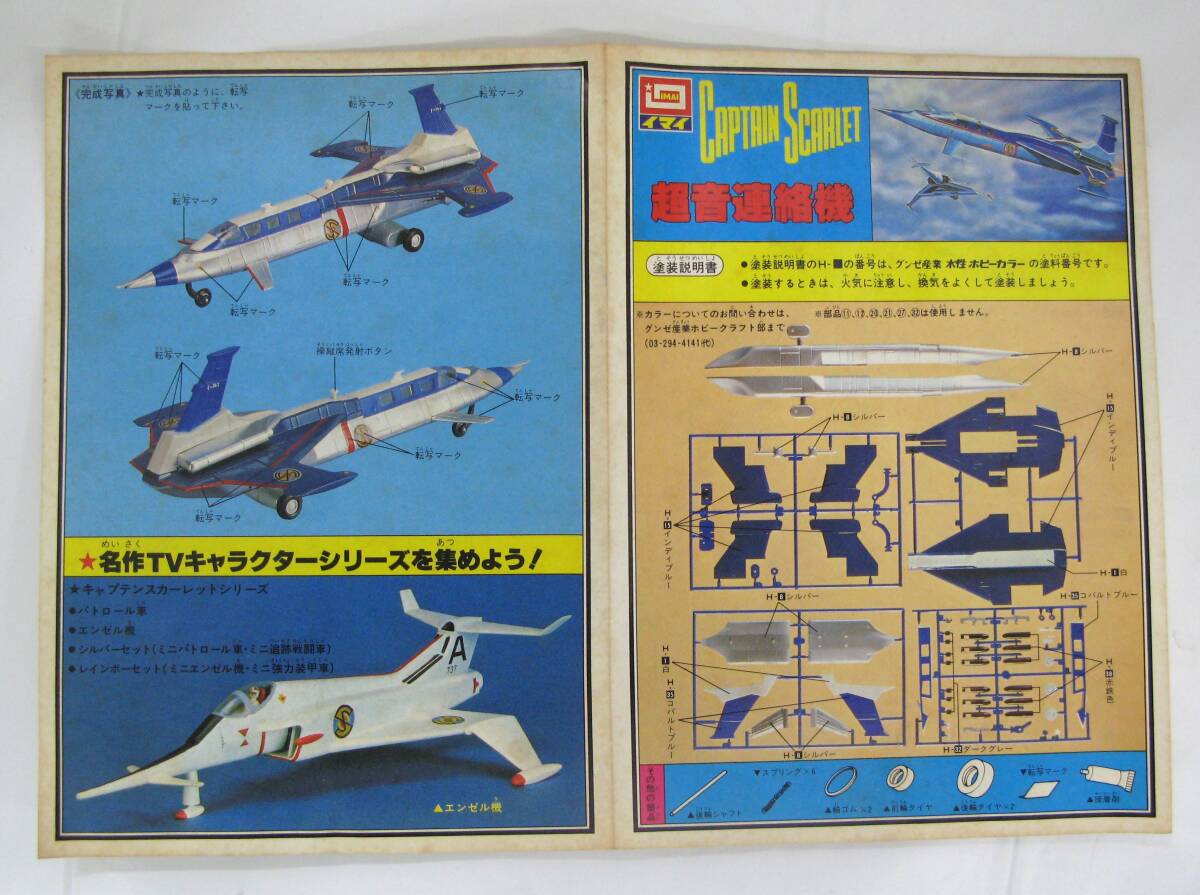 《完成写真》 ★完成写真のように、転写
マークを貼って下さい。
転写マーク
転写マーク
転写マーク
転写マーク
転写マーク
転写マーク
操縦席発射ボタン
転写マーク
転写マーク
転写マーク
転写マーク
★名作TVキャラクターシリーズを集めよう!
★キャプテンスカーレットシリーズ
●パトロール車
●エンゼル機
●シルバーセット(ミニパトロール車・ミニ追跡戦闘車)
●レインボーセット(ミニエンゼル機・ミニ強力装甲車)
A
▲エンゼル機
IMAI
イマイ
CAPTAIN SCARLET
超音連絡機
塗装説明書
●塗装説明書のH-■の番号は、グンゼ産業 水性ホビーカラー の塗料番号です。
●塗装するときは、火気に注意し、換気をよくして塗装しましょう。
※カラーについてのお問い合わせは、
グンゼ産業ホビークラフト部まで
(03-294-4141㈹)
※部品⑪、⑫、⑳、㉑、㉗、㉜は使用しません。
H-8シルバー
H-8シルバー
H-15インディブルー
H-15インディブルー
H-1白
H-35コバルトブルー
H-8シルバー
H-1白
H-35コバルトブルー
H-8シルバー
赤鉄色
H-32ダークグレー
その他の部品
▲後輪シャフト
▼スプリング×6
▲輪ゴム×2
▲前輪タイヤ
▲後輪タイヤ×2
▼転写マーク
▲接着剤